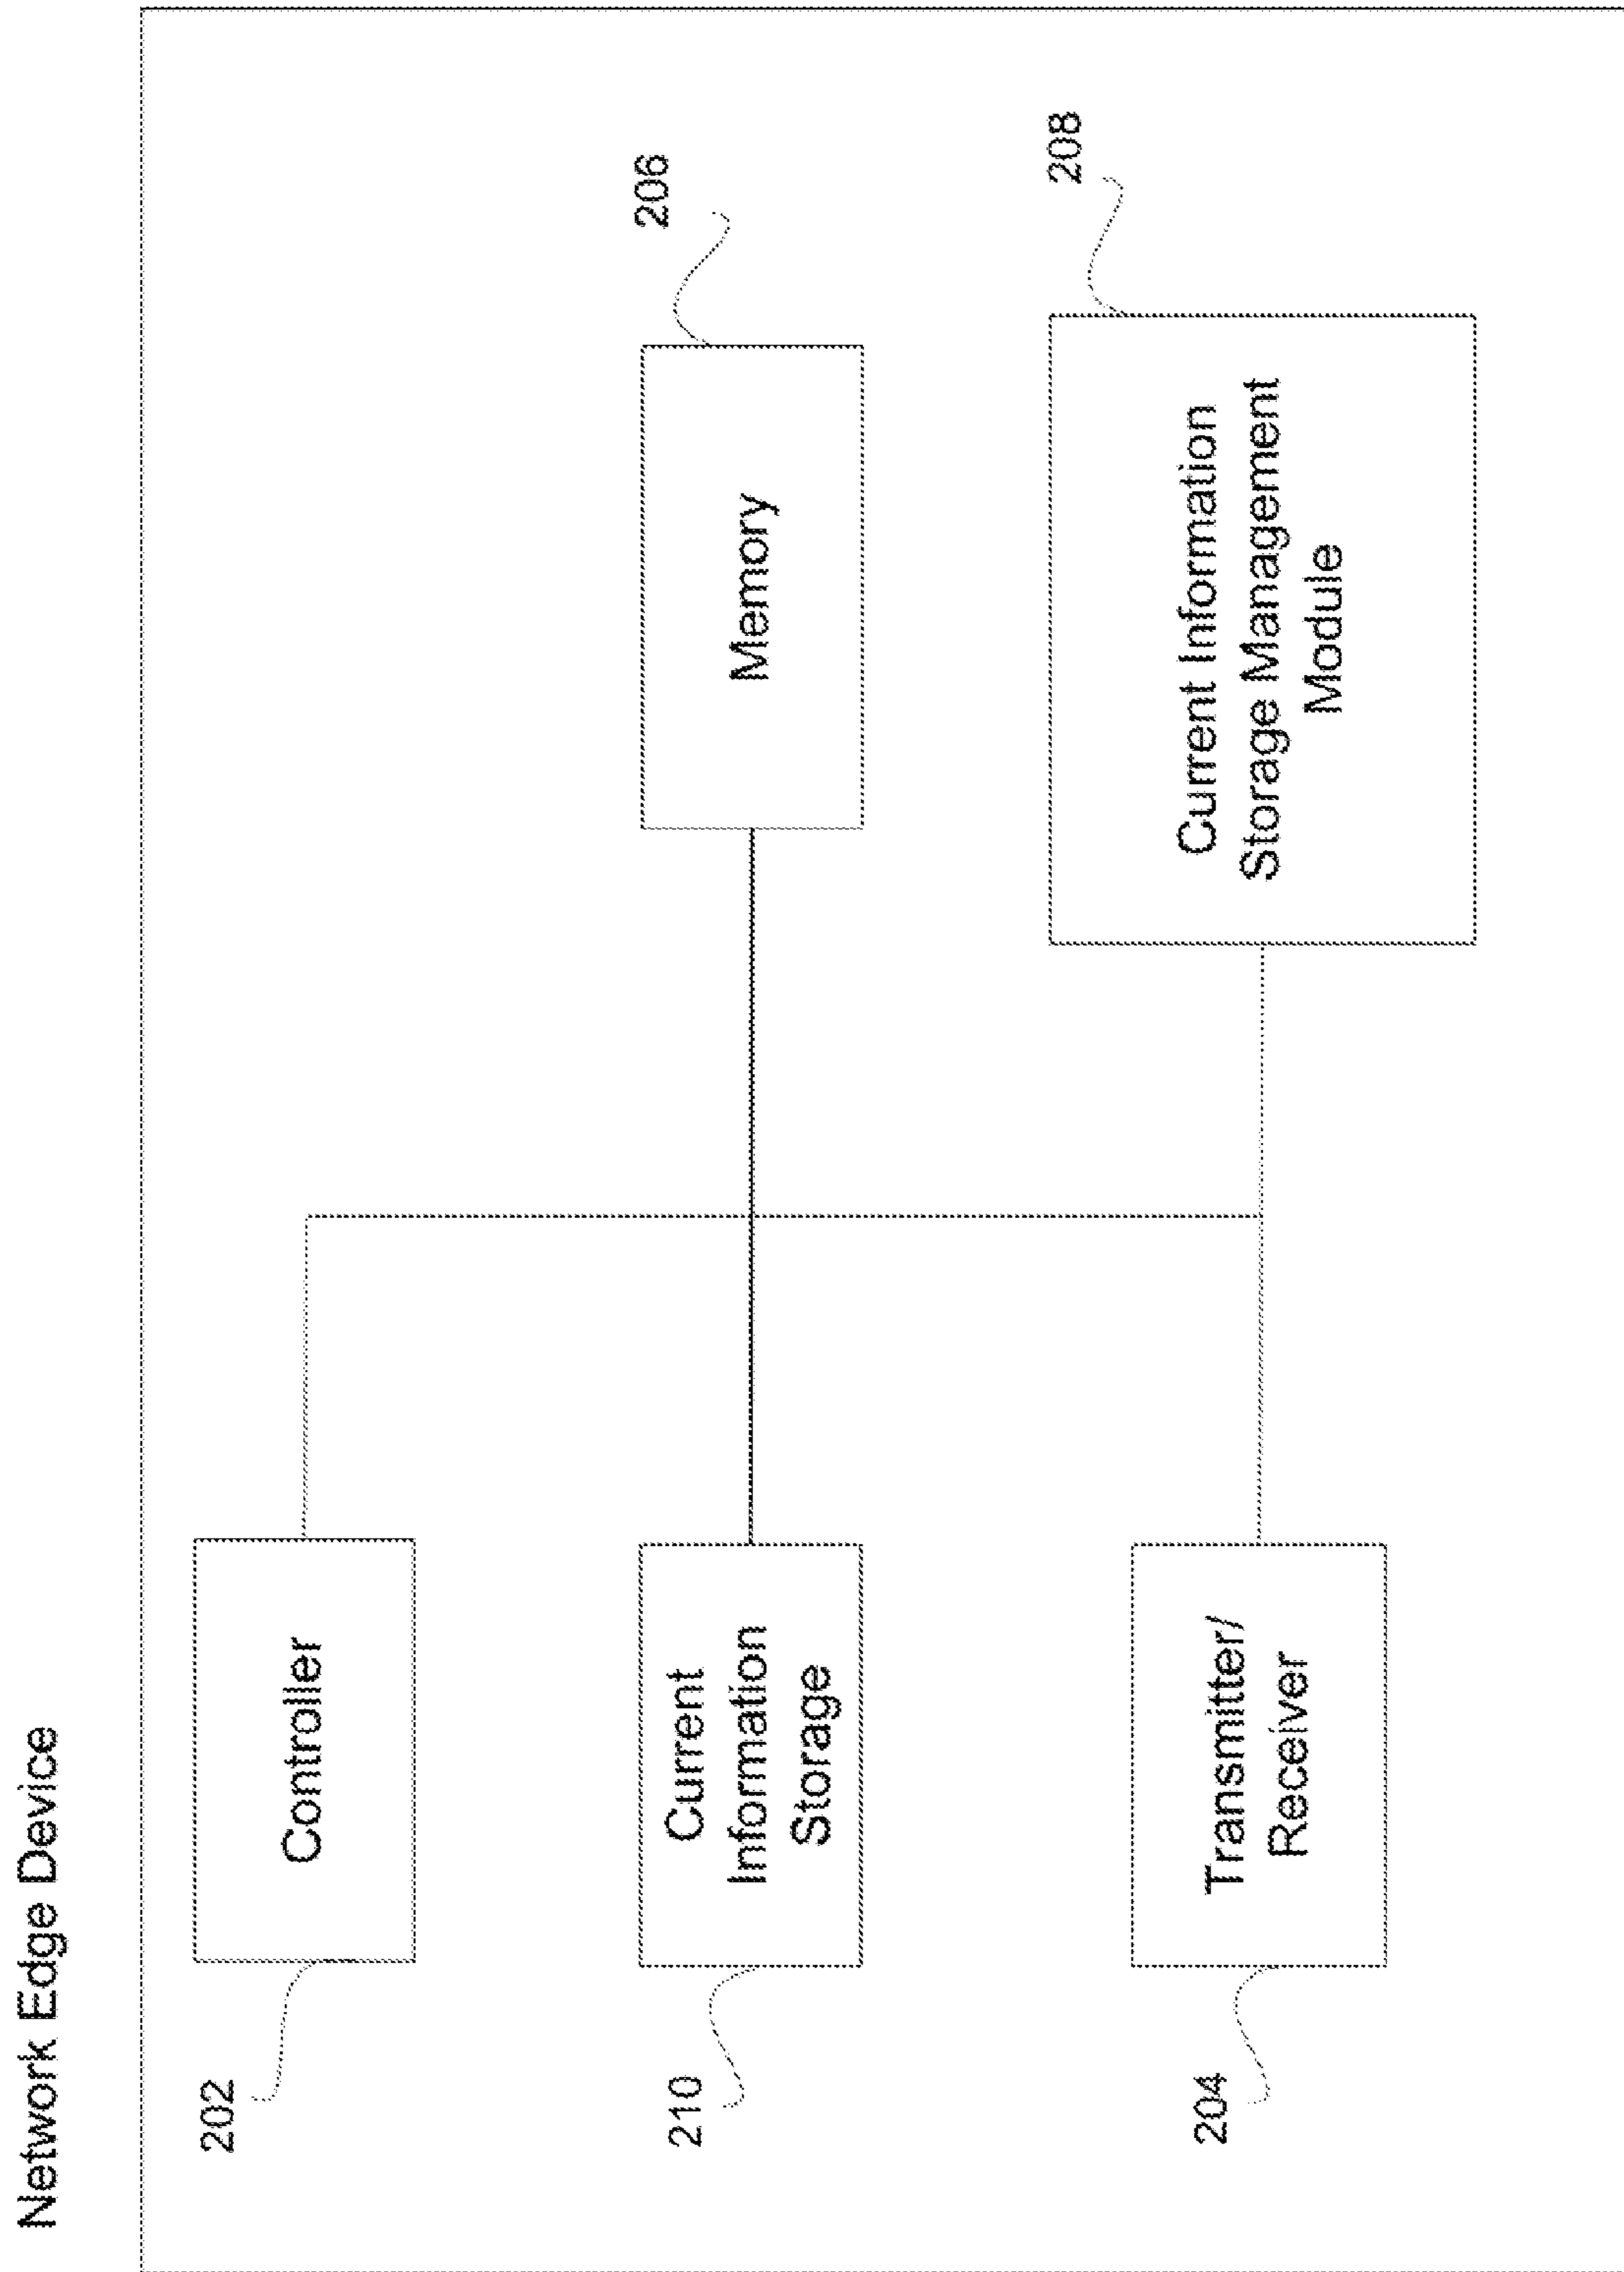 Network Edge Device
202
Controller
206
Memory
210
Current
Information
Storage
208
Current Information
Storage Management
Module
204
Transmitter/
Receiver